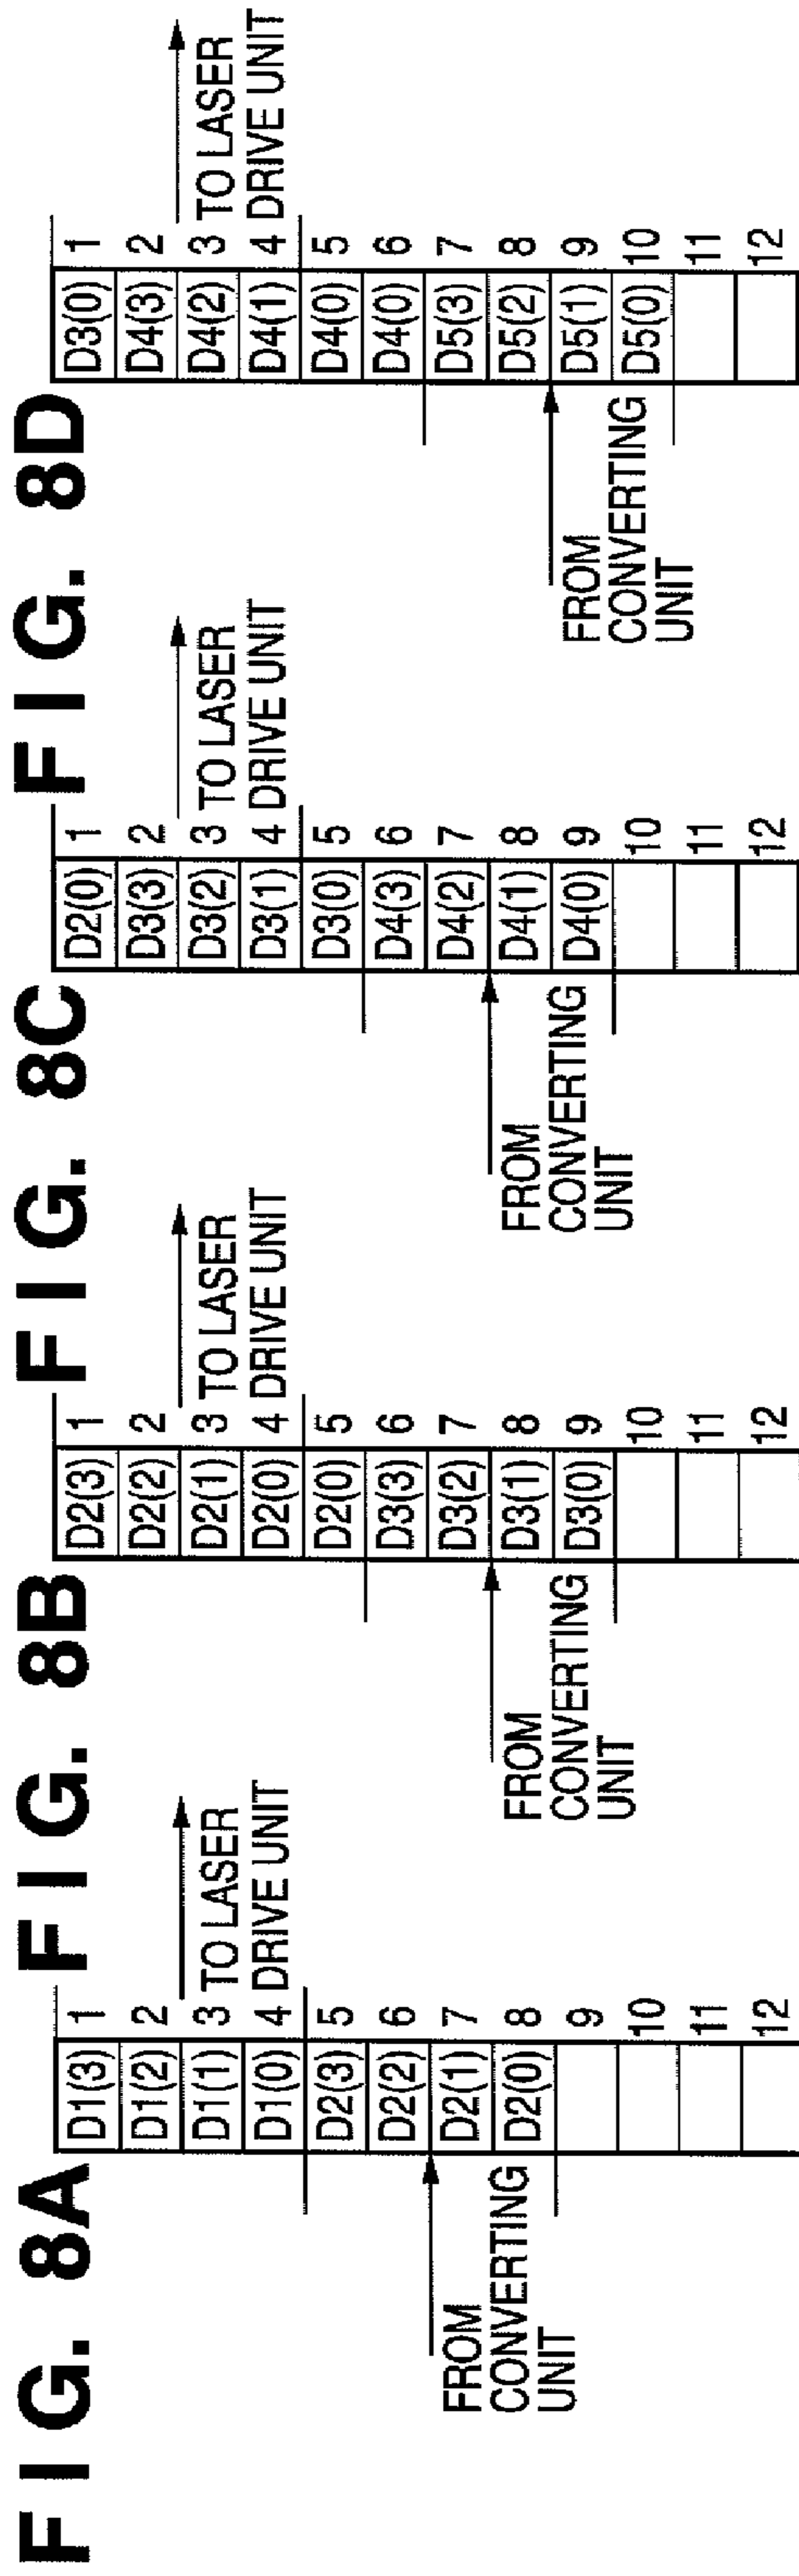 FIG. 8A
D1(3) 1
D1(2) 2
D1(1) 3
D1(0) 4
D2(3) 5
D2(2) 6
D2(1) 7
D2(0) 8
9
10
11
12
TO LASER
DRIVE UNIT
FROM
CONVERTING
UNIT
FIG. 8B
D2(3) 1
D2(2) 2
D2(1) 3
D2(0) 4
D2(0) 5
D3(3) 6
D3(2) 7
D3(1) 8
D3(0) 9
10
11
12
TO LASER
DRIVE UNIT
FROM
CONVERTING
UNIT
FIG. 8C
D2(0) 1
D3(3) 2
D3(2) 3
D3(1) 4
D3(0) 5
D4(3) 6
D4(2) 7
D4(1) 8
D4(0) 9
10
11
12
TO LASER
DRIVE UNIT
FROM
CONVERTING
UNIT
FIG. 8D
D3(0) 1
D4(3) 2
D4(2) 3
D4(1) 4
D4(0) 5
D4(0) 6
D5(3) 7
D5(2) 8
D5(1) 9
D5(0) 10
11
12
TO LASER
DRIVE UNIT
FROM
CONVERTING
UNIT